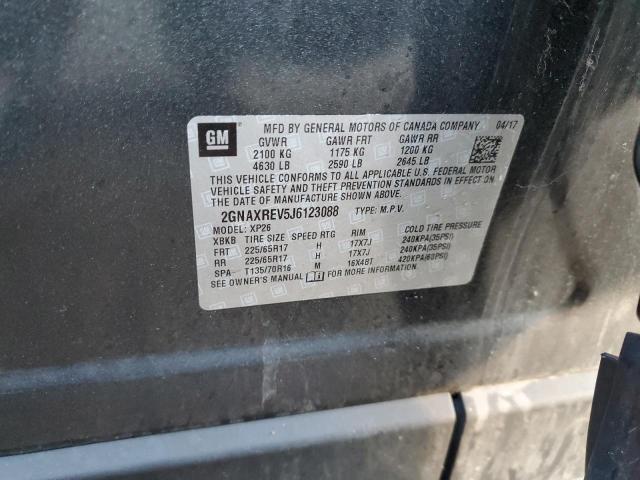 GM
MFD BY GENERAL MOTORS OF CANADA COMPANY 04/17
GVWR GAWR FRT GAWR RR
2100 KG 1175 KG 1200 KG
4630 LB 2590 LB 2645 LB
THIS VEHICLE CONFORMS TO ALL APPLICABLE U.S. FEDERAL MOTOR
VEHICLE SAFETY AND THEFT PREVENTION STANDARDS IN EFFECT ON
THE DATE OF MANUFACTURE SHOWN ABOVE.
2GNAXREV5J6123088 TYPE: M.P.V.
MODEL: XP26
XBKB TIRE SIZE SPEED RTG RIM COLD TIRE PRESSURE
FRT 225/65R17 H 17X7J 240KPA(35PSI)
RR 225/65R17 H 17X7J 240KPA(35PSI)
SPA T135/70R16 M 16X4BT 420KPA(60PSI)
SEE OWNER'S MANUAL FOR MORE INFORMATION